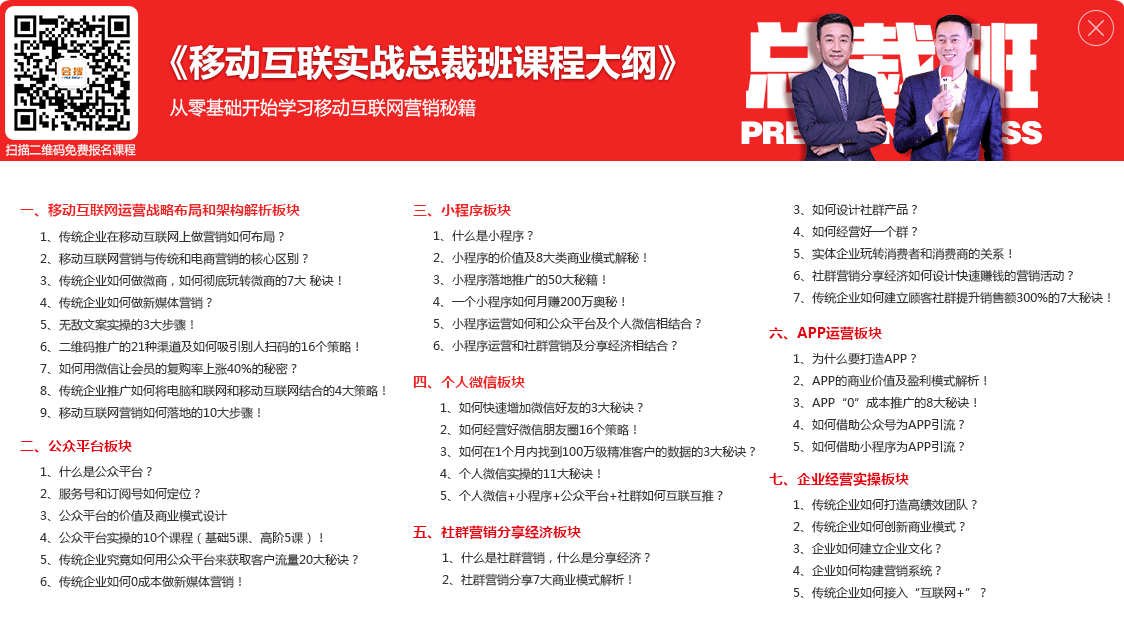 会搜
扫描二维码免费报名课程
《移动互联实战总裁班课程大纲》
从零基础开始学习移动互联网营销秘籍
总裁班
PRE
SS
一、移动互联网运营战略布局和架构解析板块
1、传统企业在移动互联网上做营销如何布局？
2、移动互联网营销与传统和电商营销的核心区别？
3、传统企业如何做微商，如何彻底玩转微商的7大 秘诀！
4、传统企业如何做新媒体营销？
5、无敌文案实操的3大步骤！
6、二维码推广的21种渠道及如何吸引别人扫码的16个策略！
7、如何用微信让会员的复购率上涨40%的秘密？
8、传统企业推广如何将电脑和联网和移动互联网结合的4大策略！
9、移动互联网营销如何落地的10大步骤！
二、公众平台板块
1、什么是公众平台？
2、服务号和订阅号如何定位？
3、公众平台的价值及商业模式设计
4、公众平台实操的10个课程（基础5课、高阶5课）！
5、传统企业究竟如何用公众平台来获取客户流量20大秘诀？
6、传统企业如何0成本做新媒体营销！
三、小程序板块
1、什么是小程序？
2、小程序的价值及8大类商业模式解秘！
3、小程序落地推广的50大秘籍！
4、一个小程序如何月赚200万奥秘！
5、小程序运营如何和公众平台及个人微信相结合？
6、小程序运营和社群营销及分享经济相结合？
四、个人微信板块
1、如何快速增加微信好友的3大秘诀？
2、如何经营好微信朋友圈16个策略！
3、如何在1个月内找到100万级精准客户的数据的3大秘诀？
4、个人微信实操的11大秘诀！
5、个人微信+小程序+公众平台+社群如何互联互推？
五、社群营销分享经济板块
1、什么是社群营销，什么是分享经济？
2、社群营销分享7大商业模式解析！
3、如何设计社群产品？
4、如何经营好一个群？
5、实体企业玩转消费者和消费商的关系！
6、社群营销分享经济如何设计快速赚钱的营销活动？
7、传统企业如何建立顾客社群提升销售额300%的7大秘诀！
六、APP运营板块
1、为什么要打造APP？
2、APP的商业价值及盈利模式解析！
3、APP“0”成本推广的8大秘诀！
4、如何借助公众号为APP引流？
5、如何借助小程序为APP引流？
七、企业经营实操板块
1、传统企业如何打造高绩效团队？
2、传统企业如何创新商业模式？
3、企业如何建立企业文化？
4、企业如何构建营销系统？
5、传统企业如何接入“互联网+”？